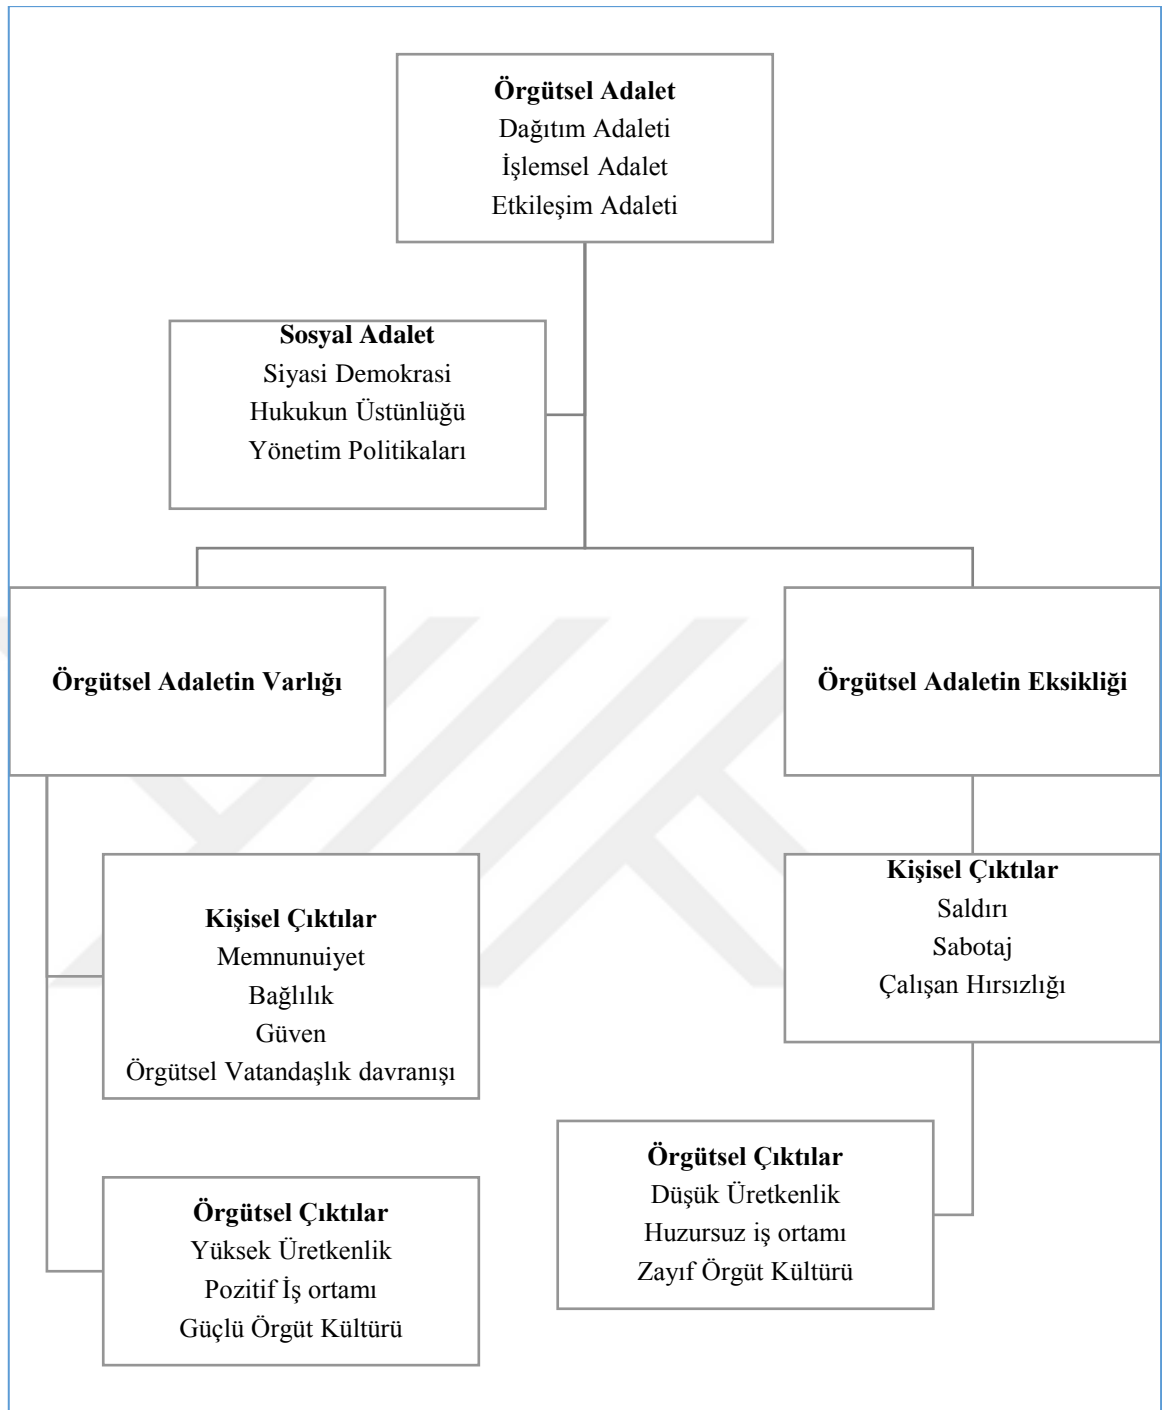 Örgütsel Adalet
Dağıtım Adaleti
İşlemsel Adalet
Etkileşim Adaleti
Sosyal Adalet
Siyasi Demokrasi
Hukukun Üstünlüğü
Yönetim Politikaları
Örgütsel Adaletin Varlığı
Örgütsel Adaletin Eksikliği
Kişisel Çıktılar
Memnunuiyet
Bağlılık
Güven
Örgütsel Vatandaşlık davranışı
Kişisel Çıktılar
Saldırı
Sabotaj
Çalışan Hırsızlığı
Örgütsel Çıktılar
Yüksek Üretkenlik
Pozitif İş ortamı
Güçlü Örgüt Kültürü
Örgütsel Çıktılar
Düşük Üretkenlik
Huzursuz iş ortamı
Zayıf Örgüt Kültürü